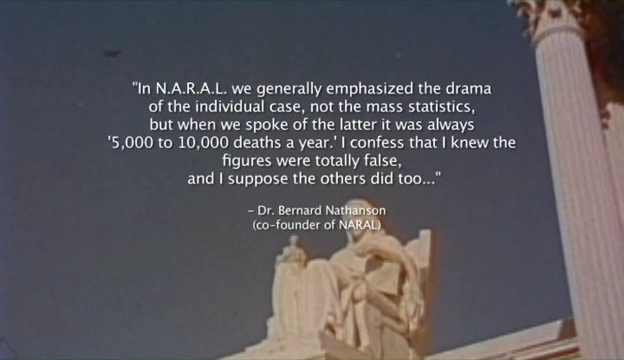 "In N.A.R.A.L. we generally emphasized the drama
of the individual case, not the mass statistics,
but when we spoke of the latter it was always
'5,000 to 10,000 deaths a year.' I confess that I knew the
figures were totally false,
and I suppose the others did too..."
– Dr. Bernard Nathanson
(co-founder of NARAL)